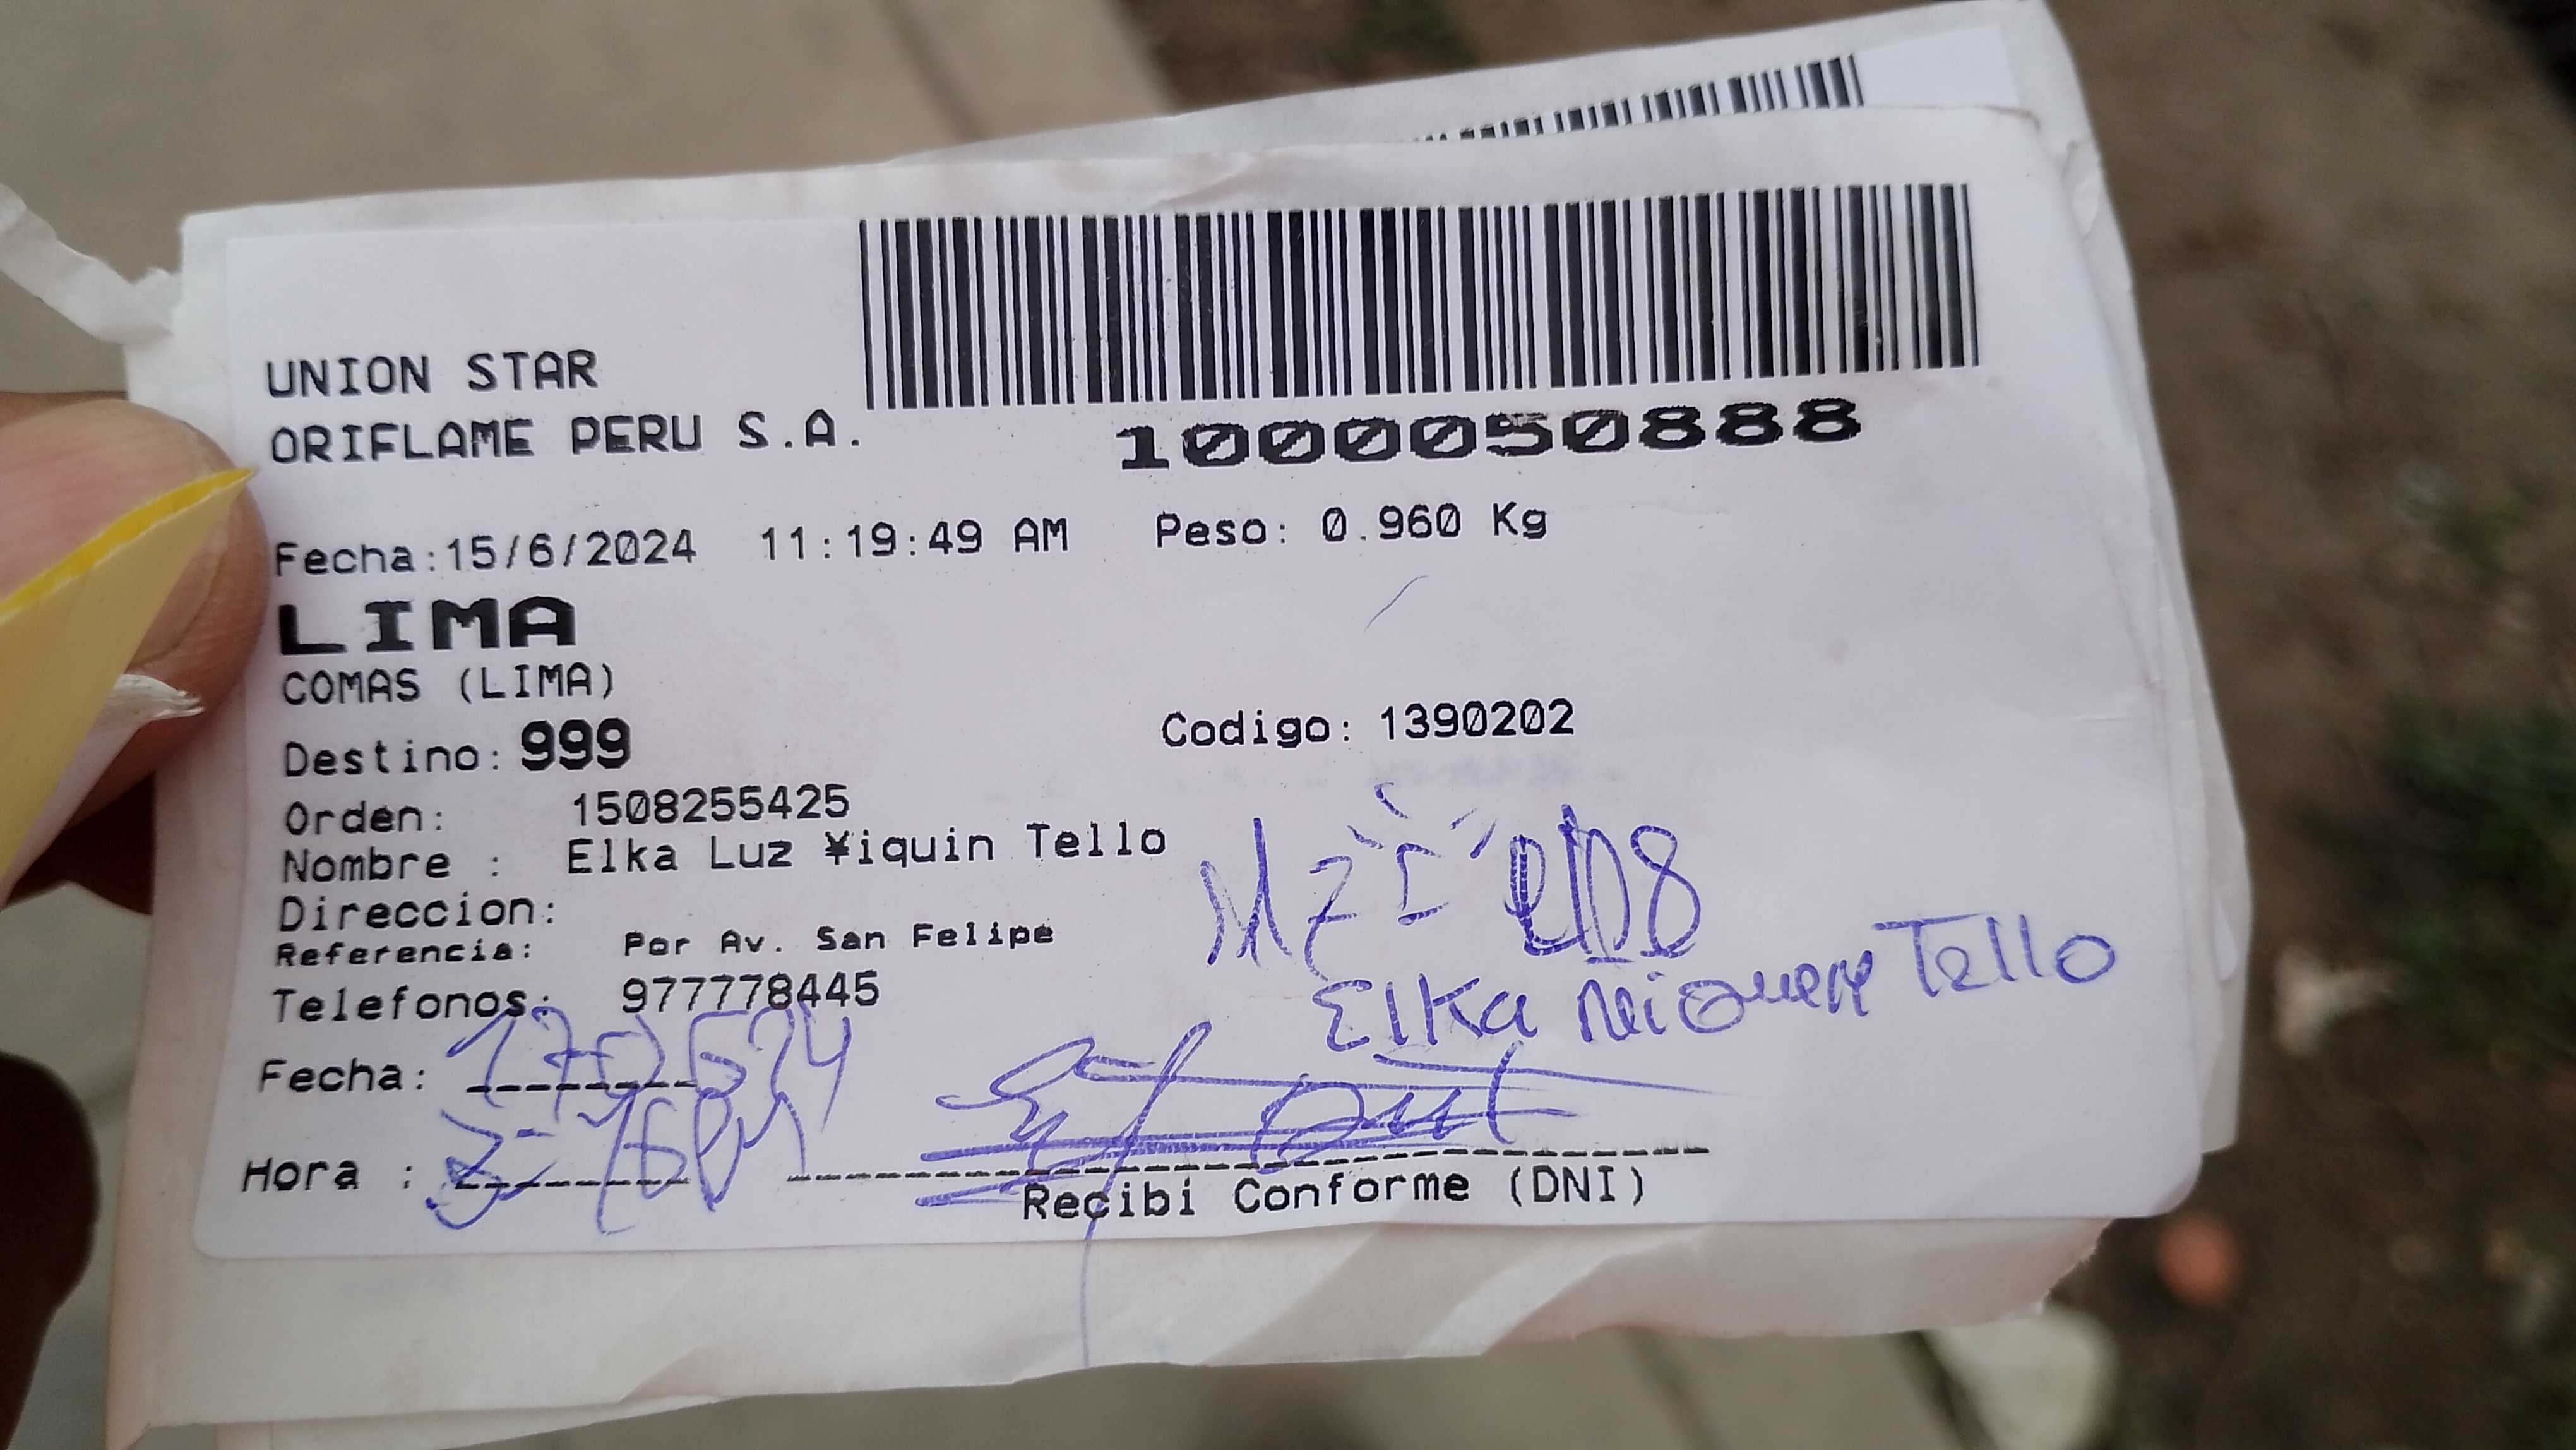 UNION STAR
ORIFLAME PERU S.A.
1000050888
Fecha:15/6/2024 11:19:49 AM Peso: 0.960 Kg
LIMA
COMAS (LIMA)
Destino: 999 Codigo: 1390202
Orden: 1508255425
Nombre : Elka Luz ¥iquin Tello
Direccion:
Referencia: Por Av. San Felipe
Telefonos: 977778445
Elka Tello
Fecha:
Hora :
Recibi Conforme (DNI)